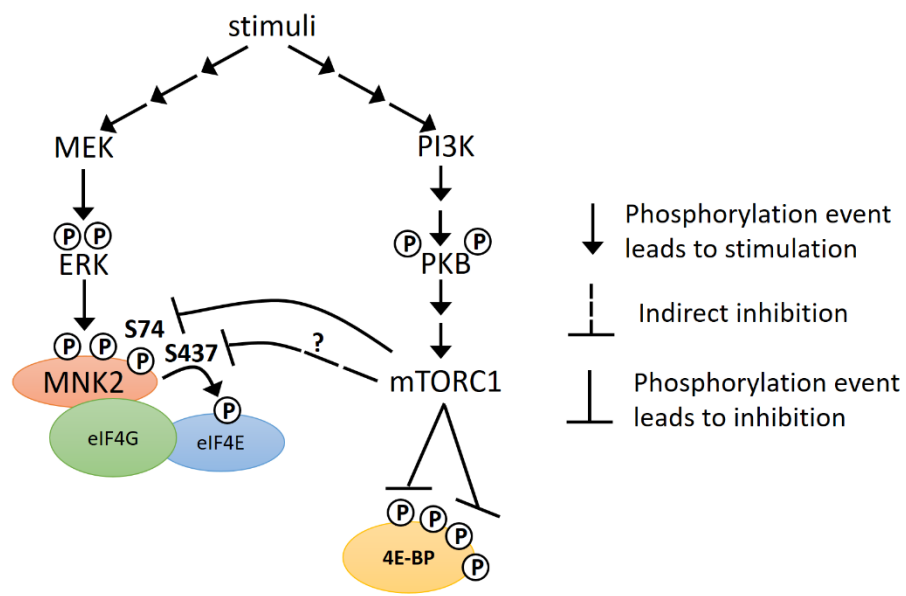 stimuli
MEK
PI3K
P P
ERK
P P
PKB
P P P
S74
S437
?
MNK2
mTORC1
P
eIF4G
eIF4E
P P P P
4E-BP
Phosphorylation event
leads to stimulation
Indirect inhibition
Phosphorylation event
leads to inhibition